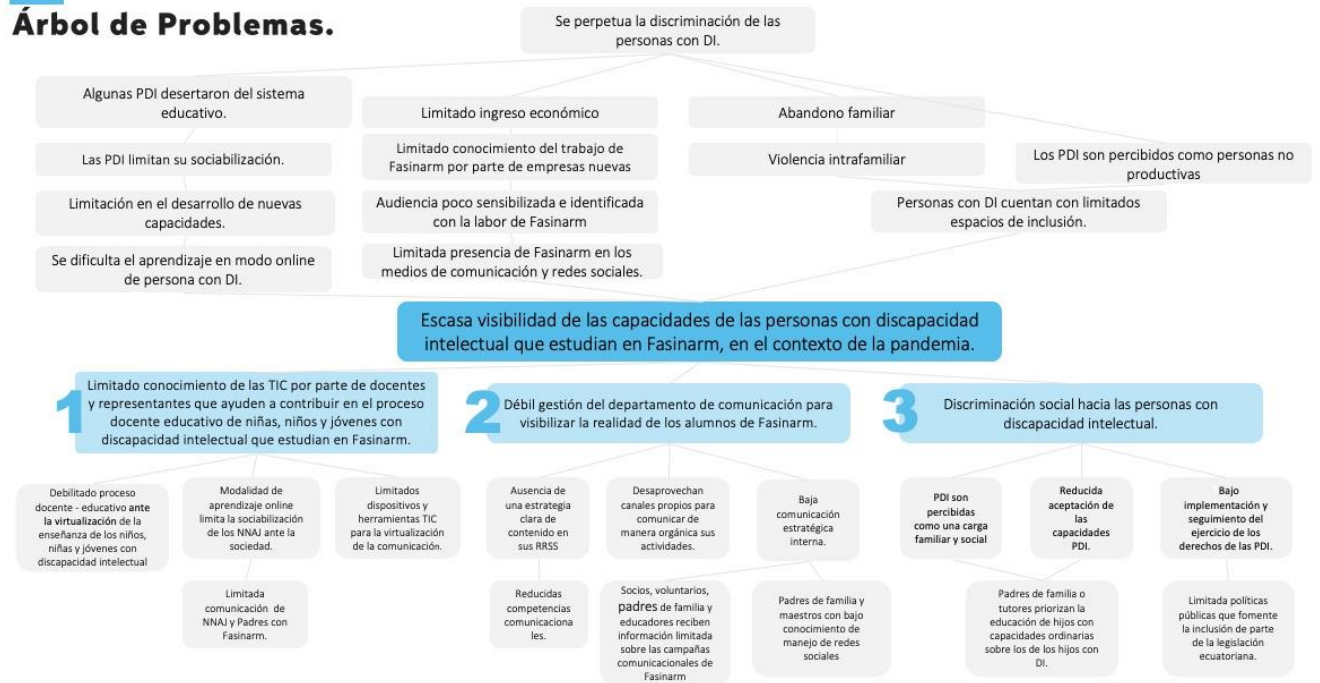 Árbol de Problemas.
Se perpetua la discriminación de las
personas con DI.
Algunas PDI desertaron del sistema
educativo.
Limitado ingreso económico
Abandono familiar
Las PDI limitan su sociabilización.
Limitado conocimiento del trabajo de
Fasinarm por parte de empresas nuevas
Violencia intrafamiliar
Los PDI son percibidos como personas no
productivas
Limitación en el desarrollo de nuevas
capacidades.
Audiencia poco sensibilizada e identificada
con la labor de Fasinarm
Personas con DI cuentan con limitados
espacios de inclusión.
Se dificulta el aprendizaje en modo online
de persona con DI.
Limitada presencia de Fasinarm en los
medios de comunicación y redes sociales.
Escasa visibilidad de las capacidades de las personas con discapacidad
intelectual que estudian en Fasinarm, en el contexto de la pandemia.
1
Limitado conocimiento de las TIC por parte de docentes
y representantes que ayuden a contribuir en el proceso
docente educativo de niñas, niños y jóvenes con
discapacidad intelectual que estudian en Fasinarm.
2
Débil gestión del departamento de comunicación para
visibilizar la realidad de los alumnos de Fasinarm.
3
Discriminación social hacia las personas con
discapacidad intelectual.
Debilitado proceso
docente - educativo ante
la virtualización de la
enseñanza de los niños,
niñas y jóvenes con
discapacidad intelectual
Modalidad de
aprendizaje online
limita la sociabilización
de los NNAJ ante la
sociedad.
Limitados
dispositivos y
herramientas TIC
para la virtualización
de la comunicación.
Ausencia de
una estrategia
clara de
contenido en
sus RRSS
Desaprovechan
canales propios para
comunicar de
manera orgánica sus
actividades.
Baja
comunicación
estratégica
interna.
PDI son
percibidas
como una carga
familiar y social
Reducida
aceptación de
las
capacidades
PDI.
Bajo
implementación y
seguimiento del
ejercicio de los
derechos de las PDI.
Limitada
comunicación de
NNAJ y Padres con
Fasinarm.
Reducidas
competencias
comunicaciona
les.
Socios, voluntarios,
padres de familia y
educadores reciben
información limitada
sobre las campañas
comunicacionales de
Fasinarm
Padres de familia y
maestros con bajo
conocimiento de
manejo de redes
sociales
Padres de familia o
tutores priorizan la
educación de hijos con
capacidades ordinarias
sobre los de los hijos con
DI.
Limitada políticas
públicas que fomente
la inclusión de parte
de la legislación
ecuatoriana.